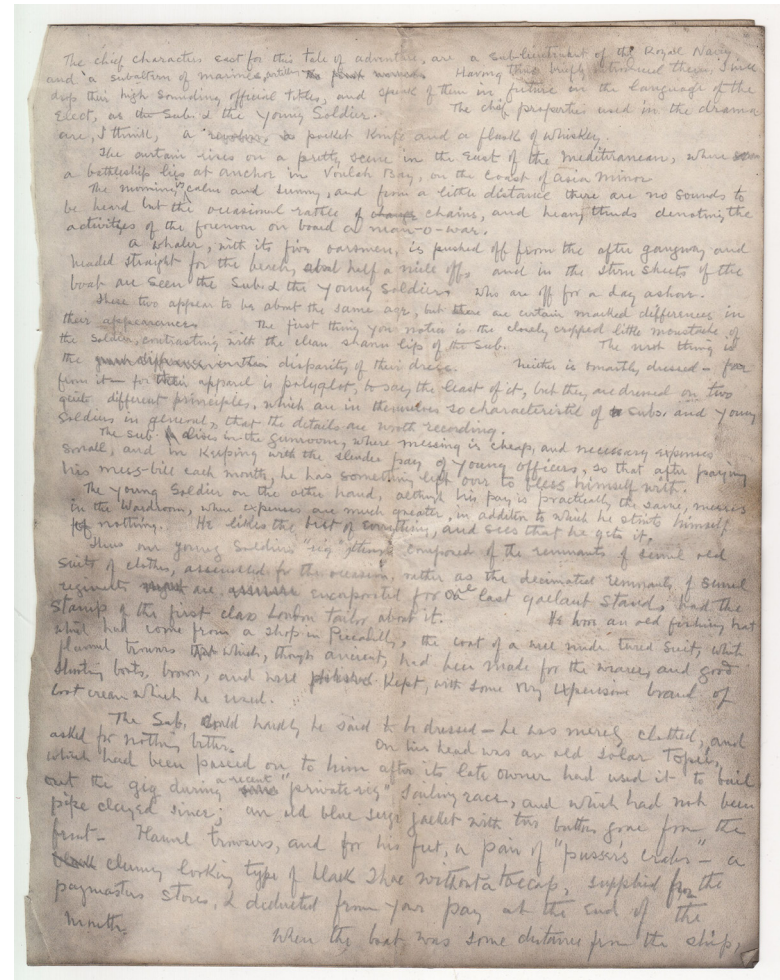 The chief characters cast for this tale of adventure, are a sub-lieutenant of the Royal Navy
and a subaltern of marine artillery. Having thus briefly introduced them, I will
drop their high sounding official titles, and speak of them in future in the language of the
Elect, as the Sub & the Young Soldier. The chief properties used in the drama
are, I think, a pocket knife and a flask of whiskey.
The curtain rises on a pretty scene in the East of the Mediteranean, where
a battleship lies at anchor in Vourlah Bay, on the coast of Asia Minor
The morning calm and sunny, and from a little distance there are no sounds to
be heard but the occasional rattle of chains, and heavy thuds denoting the
activities of the forenoon on board a man-o-war.
A whaler, with its five oarsmen, is pushed off from the after gangway and
headed straight for the beach, half a mile off, and in the stern sheets of the
boat are seen the Sub & the Young Soldier who are off for a day ashore.
These two appear to be about the same age, but there are certain marked differences in
their appearances. The first thing you notice is the closely cropped little moustache of
the soldier, contrasting with the clean shaven lip of the Sub. The next thing is
the disparity of their dress. Neither is smartly dressed - far
from it - for their apparel is polyglot, to say the least of it, but they are dressed on two
quite different principles, which are in themselves so characteristic of subs. and young
soldiers in general, that the details are worth recording.
The Sub lives in the gunroom, where messing is cheap, and necessary expenses
small, and in keeping with the slender pay of young officers, so that after paying
his mess-bill each month, he has something left over to bless himself with.
The Young Soldier on the other hand, altho' his pay is practically the same, messes
in the Wardroom, where expenses are much greater, in addition to which he stints himself
for nothing. He likes the best of everything, and sees that he gets it.
Thus our young soldier's "rig" composed of the remnants of several old
suits of clothes, assembled for the occasion, rather as the decimated remnants of several
regiments are incorporated for one last gallant stand, had the
stamp of the first class London tailor about it. He wore an old fishing hat
which had come from a shop in Piccadilly, the coat of a nice made tweed suit, white
flannel trousers which, though ancient, had been made for the wearer, and good
shooting boots, brown, and well kept, with some very expensive brand of
boot cream which he used.
The Sub, could hardly be said to be dressed - he was merely clothed, and
asked for nothing better. On his head was an old Solar Topee,
which had been passed on to him after its late owner had used it to bail
out the gig during a recent "private rig" sailing race, and which had not been
pipe clayed since; an old blue serge jacket with two buttons gone from the
front - flannel trousers, and for his feet, a pair of "pusser's crabs" - a
clumsy looking type of black shoe without a toecap, supplied from the
paymasters stores, & deducted from your pay at the end of the
month.
When the boat was some distance from the ship,